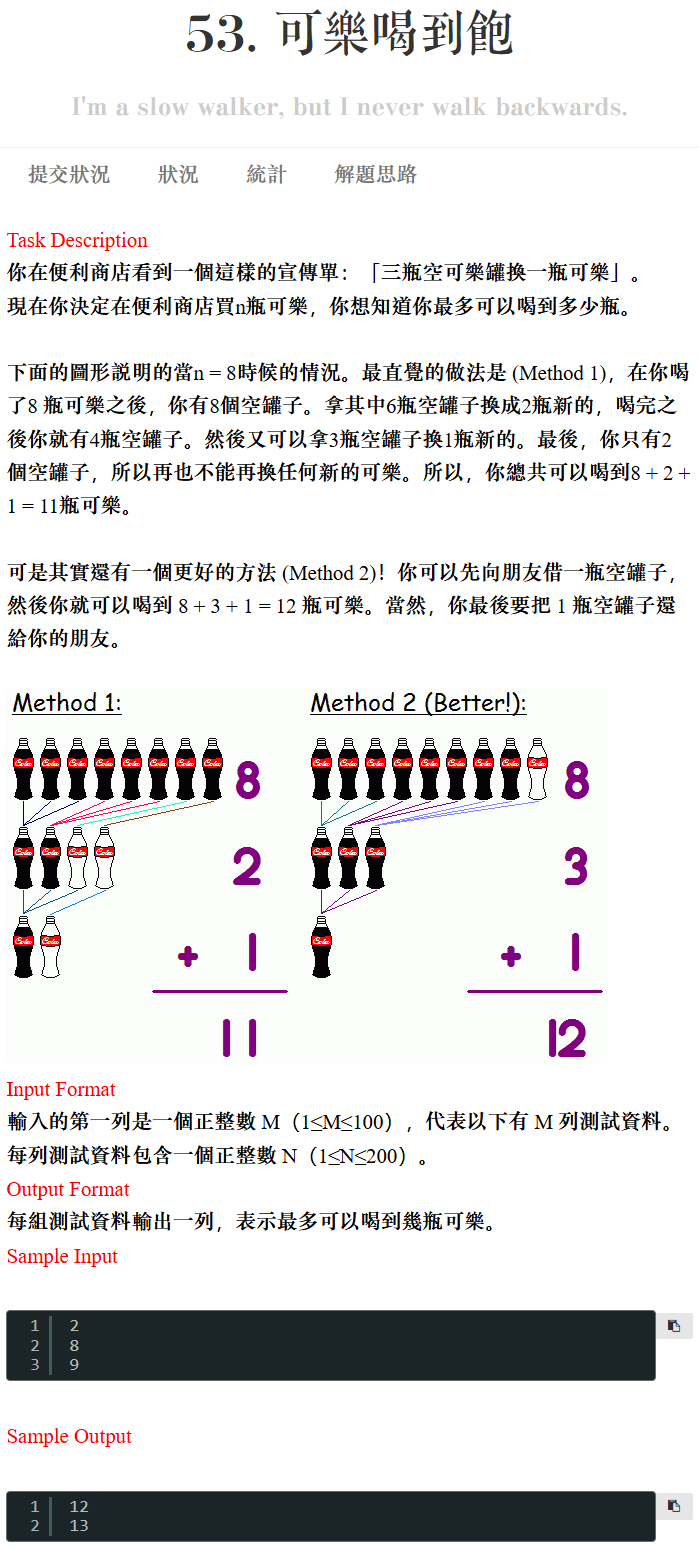 53. 可樂喝到飽
I'm a slow walker, but I never walk backwards.
提交狀況 狀況 統計 解題思路
Task Description
你在便利商店看到一個這樣的宣傳單：「三瓶空可樂罐換一瓶可樂」。
現在你決定在便利商店買n瓶可樂，你想知道你最多可以喝到多少瓶。
下面的圖形説明的當n = 8時候的情況。最直覺的做法是 (Method 1)，在你喝
了8 瓶可樂之後，你有8個空罐子。拿其中6瓶空罐子換成2瓶新的，喝完之
後你就有4瓶空罐子。然後又可以拿3瓶空罐子換1瓶新的。最後，你只有2
個空罐子，所以再也不能再換任何新的可樂。所以，你總共可以喝到8 + 2 +
1 = 11瓶可樂。
可是其實還有一個更好的方法 (Method 2)！你可以先向朋友借一瓶空罐子，
然後你就可以喝到 8 + 3 + 1 = 12 瓶可樂。當然，你最後要把 1 瓶空罐子還
給你的朋友。
Method 1:
8
2
+ 1
11
Method 2 (Better!):
8
3
+ 1
12
Input Format
輸入的第一列是一個正整數 M（1≤M≤100），代表以下有 M 列測試資料。
每列測試資料包含一個正整數 N（1≤N≤200）。
Output Format
每組測試資料輸出一列，表示最多可以喝到幾瓶可樂。
Sample Input
1 2
2 8
3 9
Sample Output
1 12
2 13